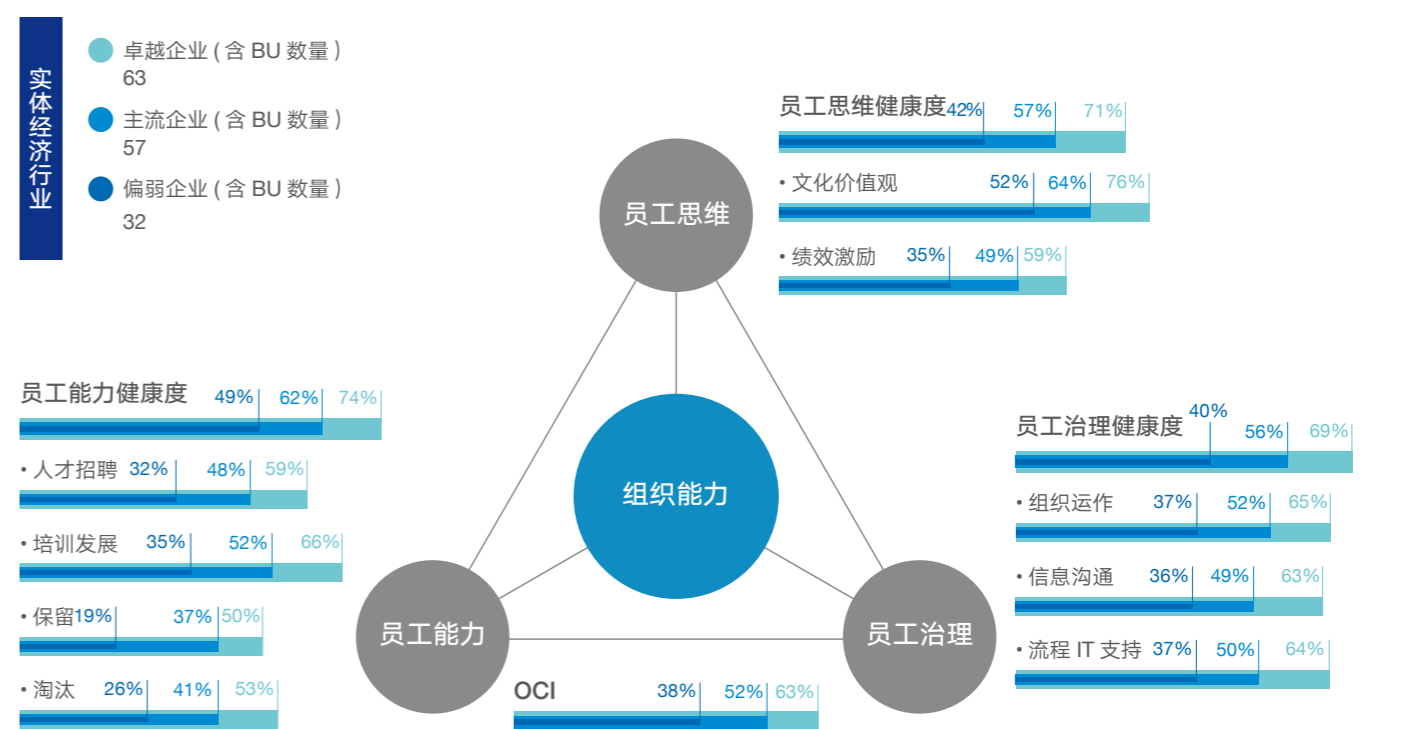 实体经济行业
卓越企业 ( 含 BU 数量 )
63
主流企业 ( 含 BU 数量 )
57
偏弱企业 ( 含 BU 数量 )
32
员工思维健康度 42% 57% 71%
• 文化价值观 52% 64% 76%
• 绩效激励 35% 49% 59%
员工思维
组织能力
员工能力
员工治理
员工能力健康度 49% 62% 74%
• 人才招聘 32% 48% 59%
• 培训发展 35% 52% 66%
• 保留 19% 37% 50%
• 淘汰 26% 41% 53%
OCI 38% 52% 63%
员工治理健康度 40% 56% 69%
• 组织运作 37% 52% 65%
• 信息沟通 36% 49% 63%
• 流程 IT 支持 37% 50% 64%